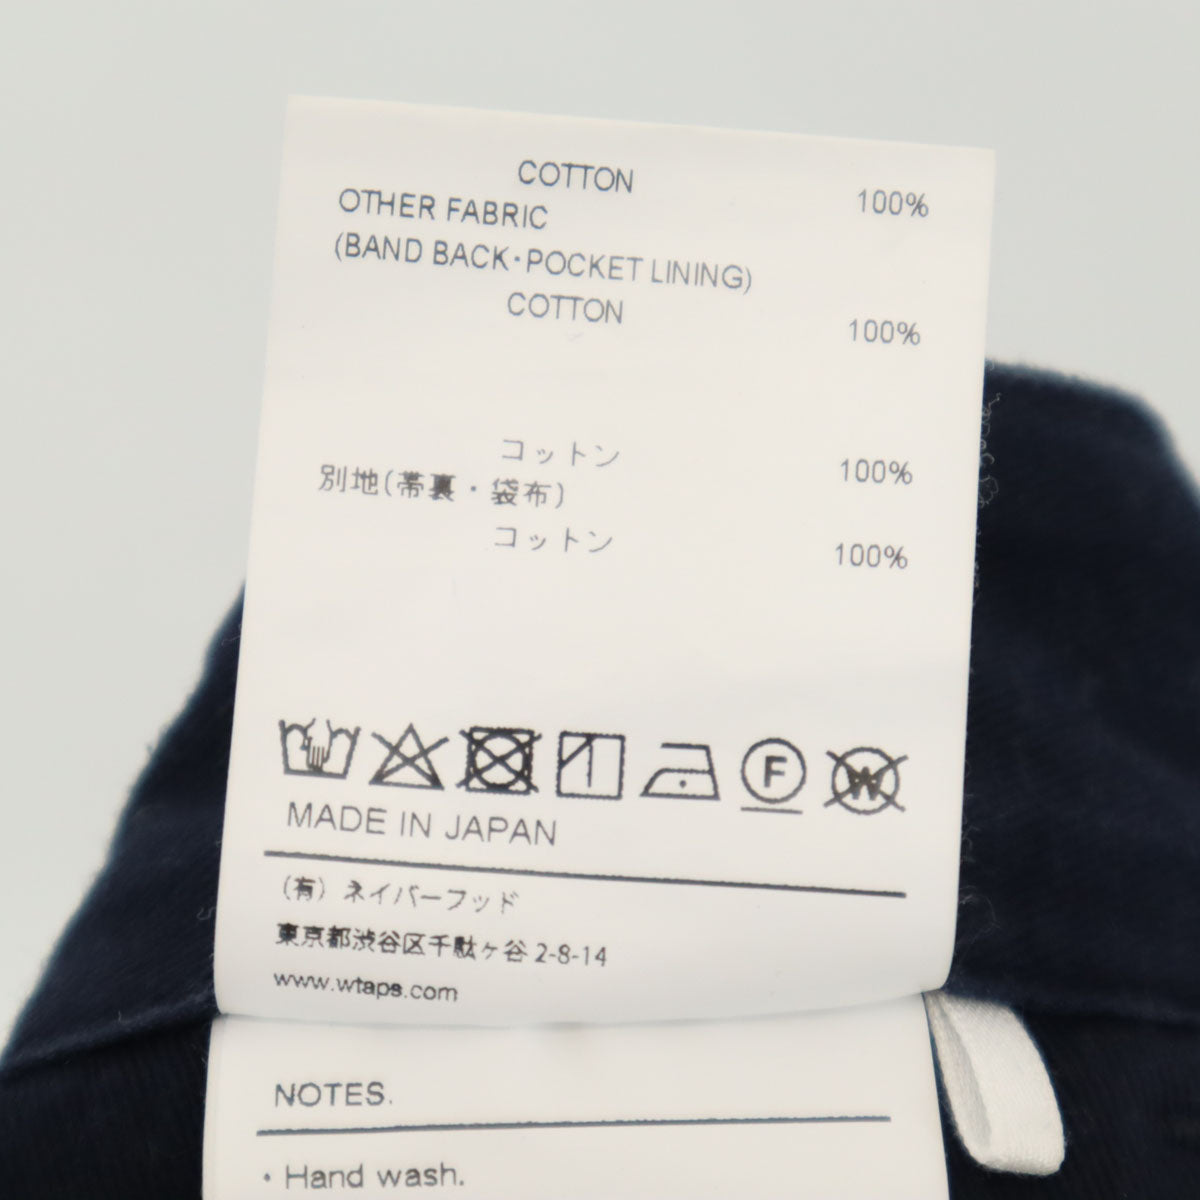 COTTON 100%
OTHER FABRIC
(BAND BACK･POCKET LINING)
COTTON 100%
コットン 100%
別地(帯裏・袋布)
コットン 100%
F
W
MADE IN JAPAN
（有）ネイバーフッド
東京都渋谷区千駄ヶ谷 2-8-14
www.wtaps.com
NOTES.
・Hand wash.